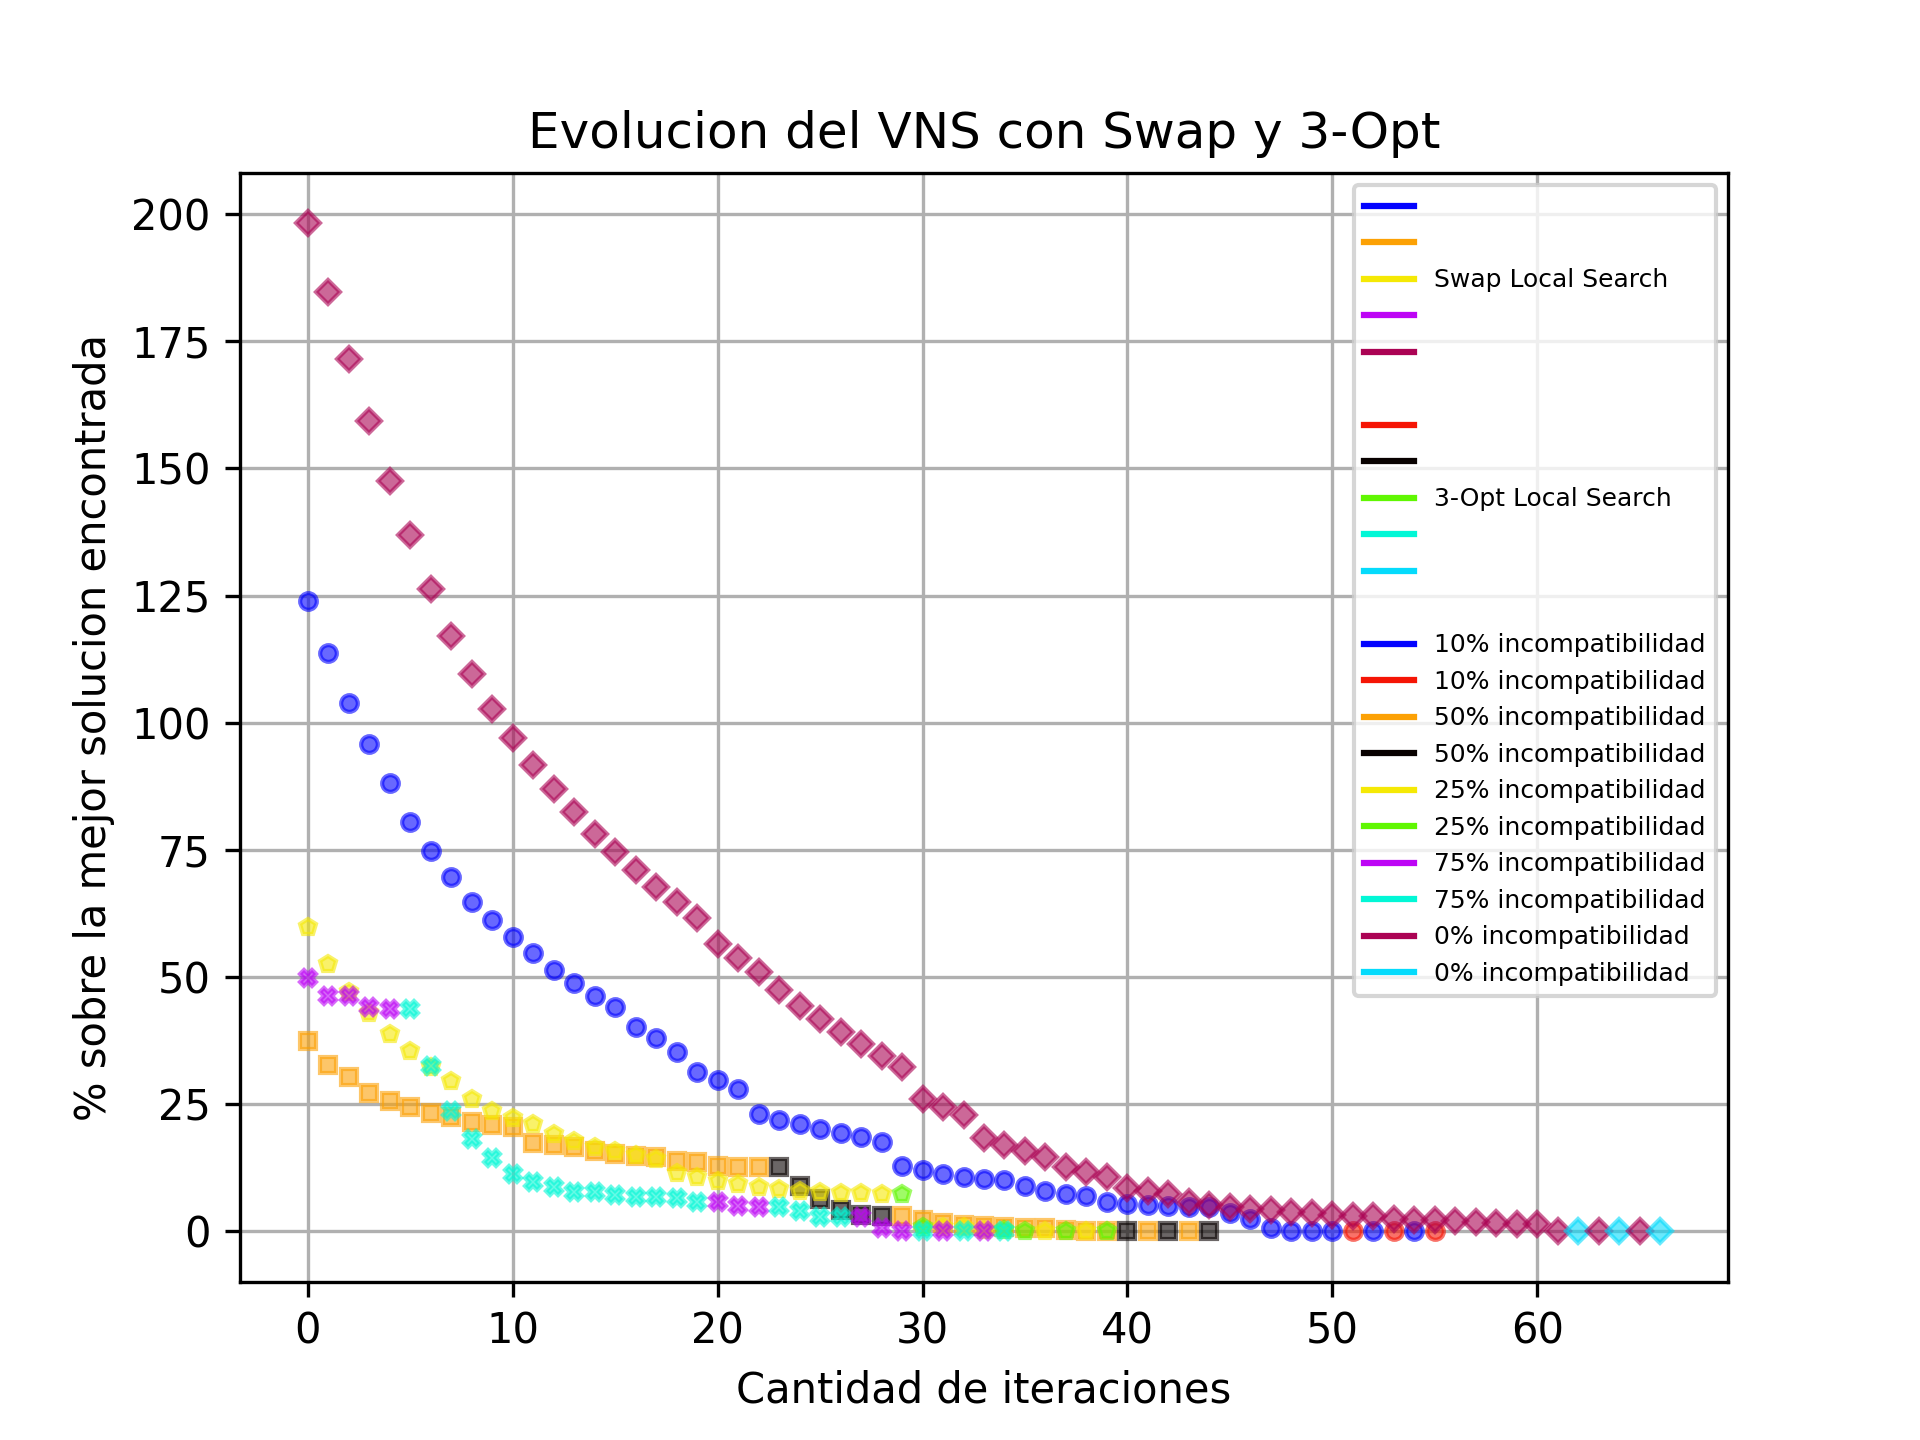 Evolucion del VNS con Swap y 3-Opt
% sobre la mejor solucion encontrada
200
175
150
125
100
75
50
25
0
Swap Local Search
3-Opt Local Search
10% incompatibilidad
10% incompatibilidad
50% incompatibilidad
50% incompatibilidad
25% incompatibilidad
25% incompatibilidad
75% incompatibilidad
75% incompatibilidad
0% incompatibilidad
0% incompatibilidad
0 10 20 30 40 50 60
Cantidad de iteraciones